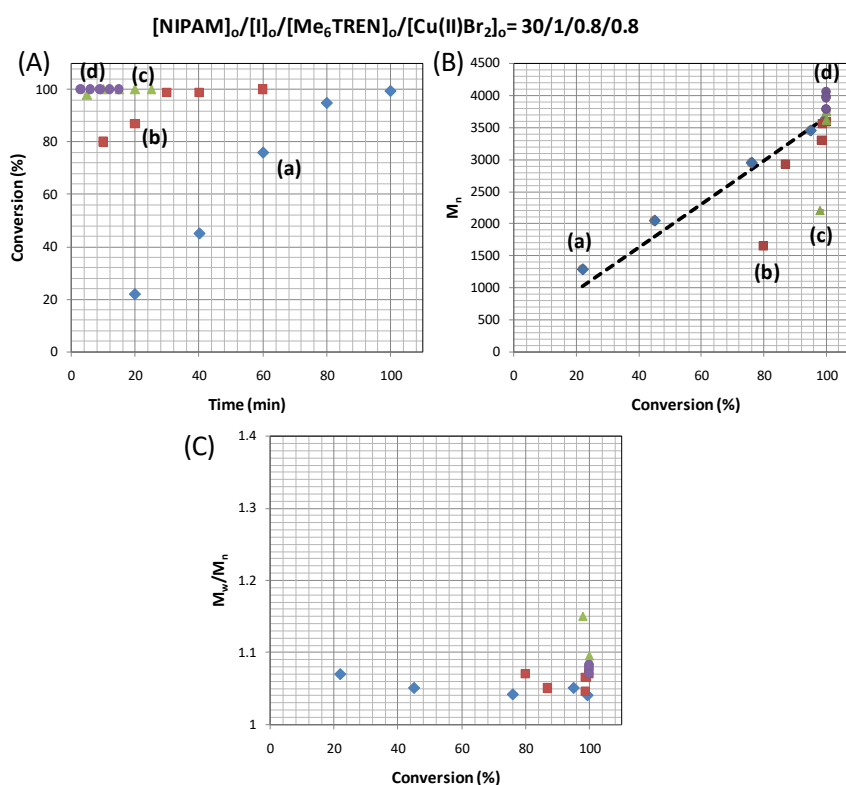 [NIPAM]o/[I]o/[Me6TREN]o/[Cu(II)Br2]o= 30/1/0.8/0.8
(A)
(d)
(c)
(b)
(a)
100
80
60
40
20
0
0 20 40 60 80 100
Conversion (%)
Time (min)
(B)
(d)
4500
4000
3500
3000
2500
2000
1500
1000
500
0
(a)
(b)
(c)
0 20 40 60 80 100
Mn
Conversion (%)
(C)
1.4
1.3
1.2
1.1
1
0 20 40 60 80 100
Mw/Mn
Conversion (%)